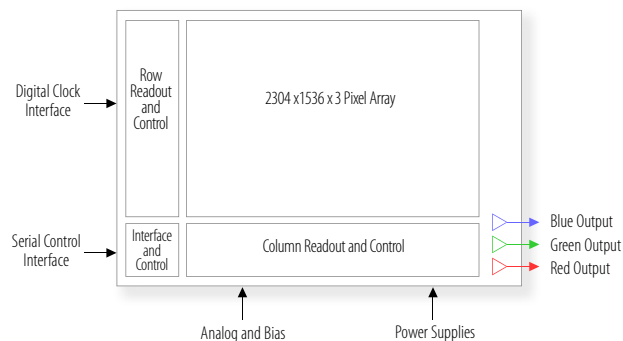 Row
Readout
and
Control
2304 x1536 x 3 Pixel Array
Digital Clock
Interface
Interface
and
Control
Column Readout and Control
Serial Control
Interface
Blue Output
Green Output
Red Output
Analog and Bias
Power Supplies